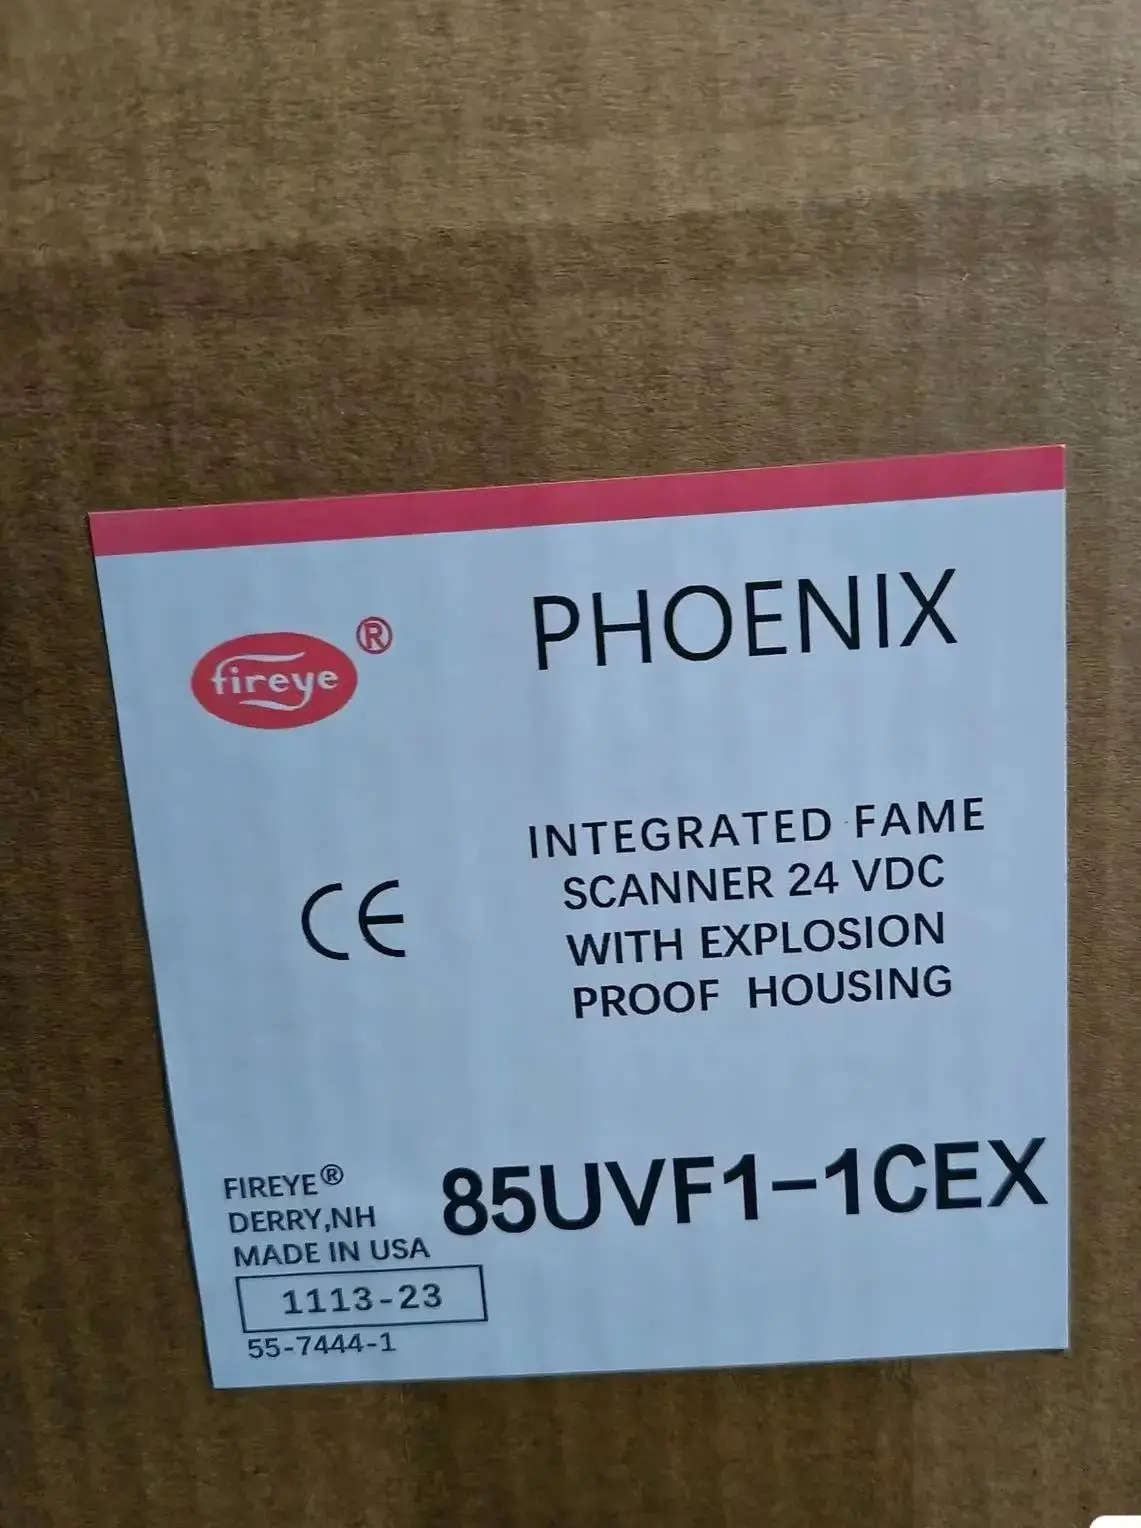 fireye ®
PHOENIX
INTEGRATED FAME
SCANNER 24 VDC
WITH EXPLOSION
PROOF HOUSING
CE
FIREYE®
DERRY,NH
MADE IN USA
85UVF1-1CEX
1113-23
55-7444-1